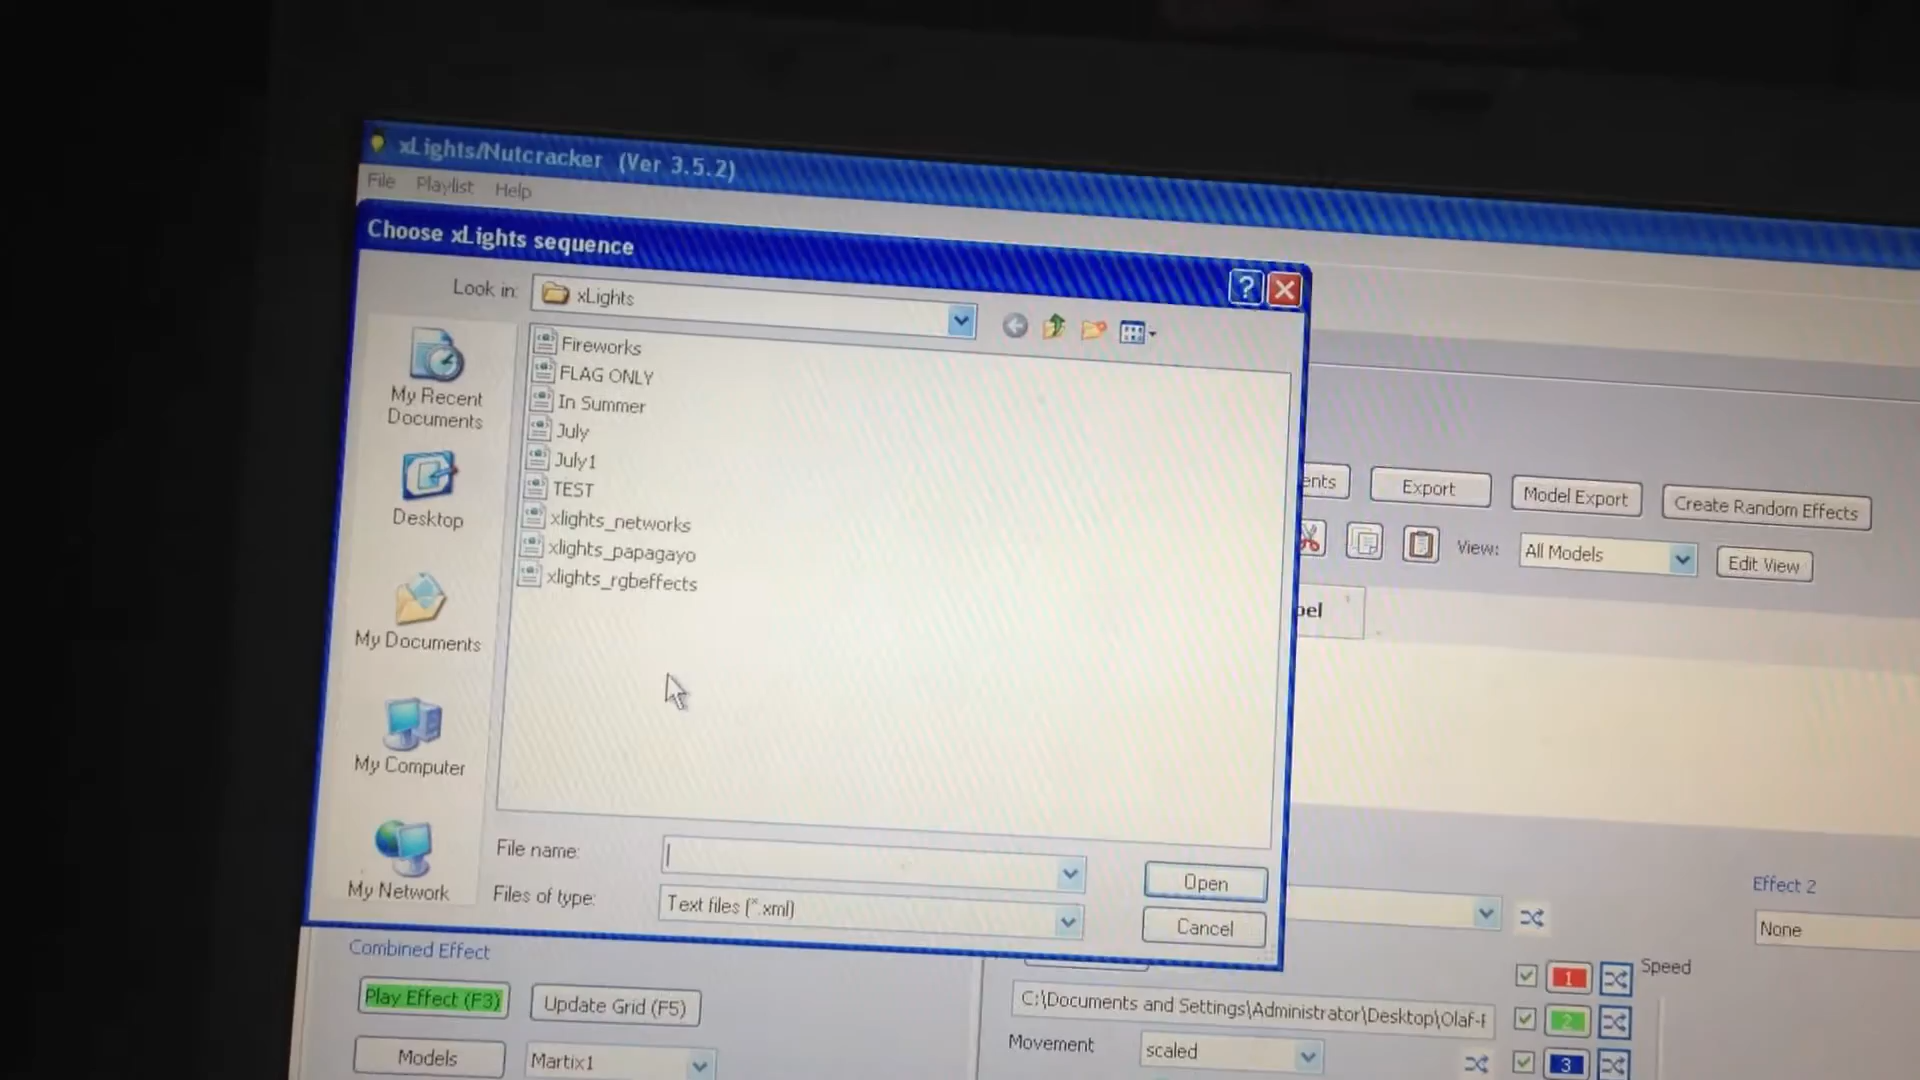 xLights/Nutcracker (Ver 3.5.2)
File Playlist Help
Choose xLights sequence
Look in: xLights
Fireworks
FLAG ONLY
In Summer
July
July1
TEST
xlights_networks
xlights_papagayo
xlights_rgbeffects
My Recent
Documents
Desktop
My Documents
My Computer
My Network
File name:
Files of type: Text files (*.xml)
Open
Cancel
Export Model Export Create Random Effects
View: All Models Edit View
Effect 2
None
Combined Effect
Play Effect (F3) Update Grid (F5)
Models Martix1
C:\Documents and Settings\Administrator\Desktop\Olaf-
Movement scaled
1 Speed
2
3